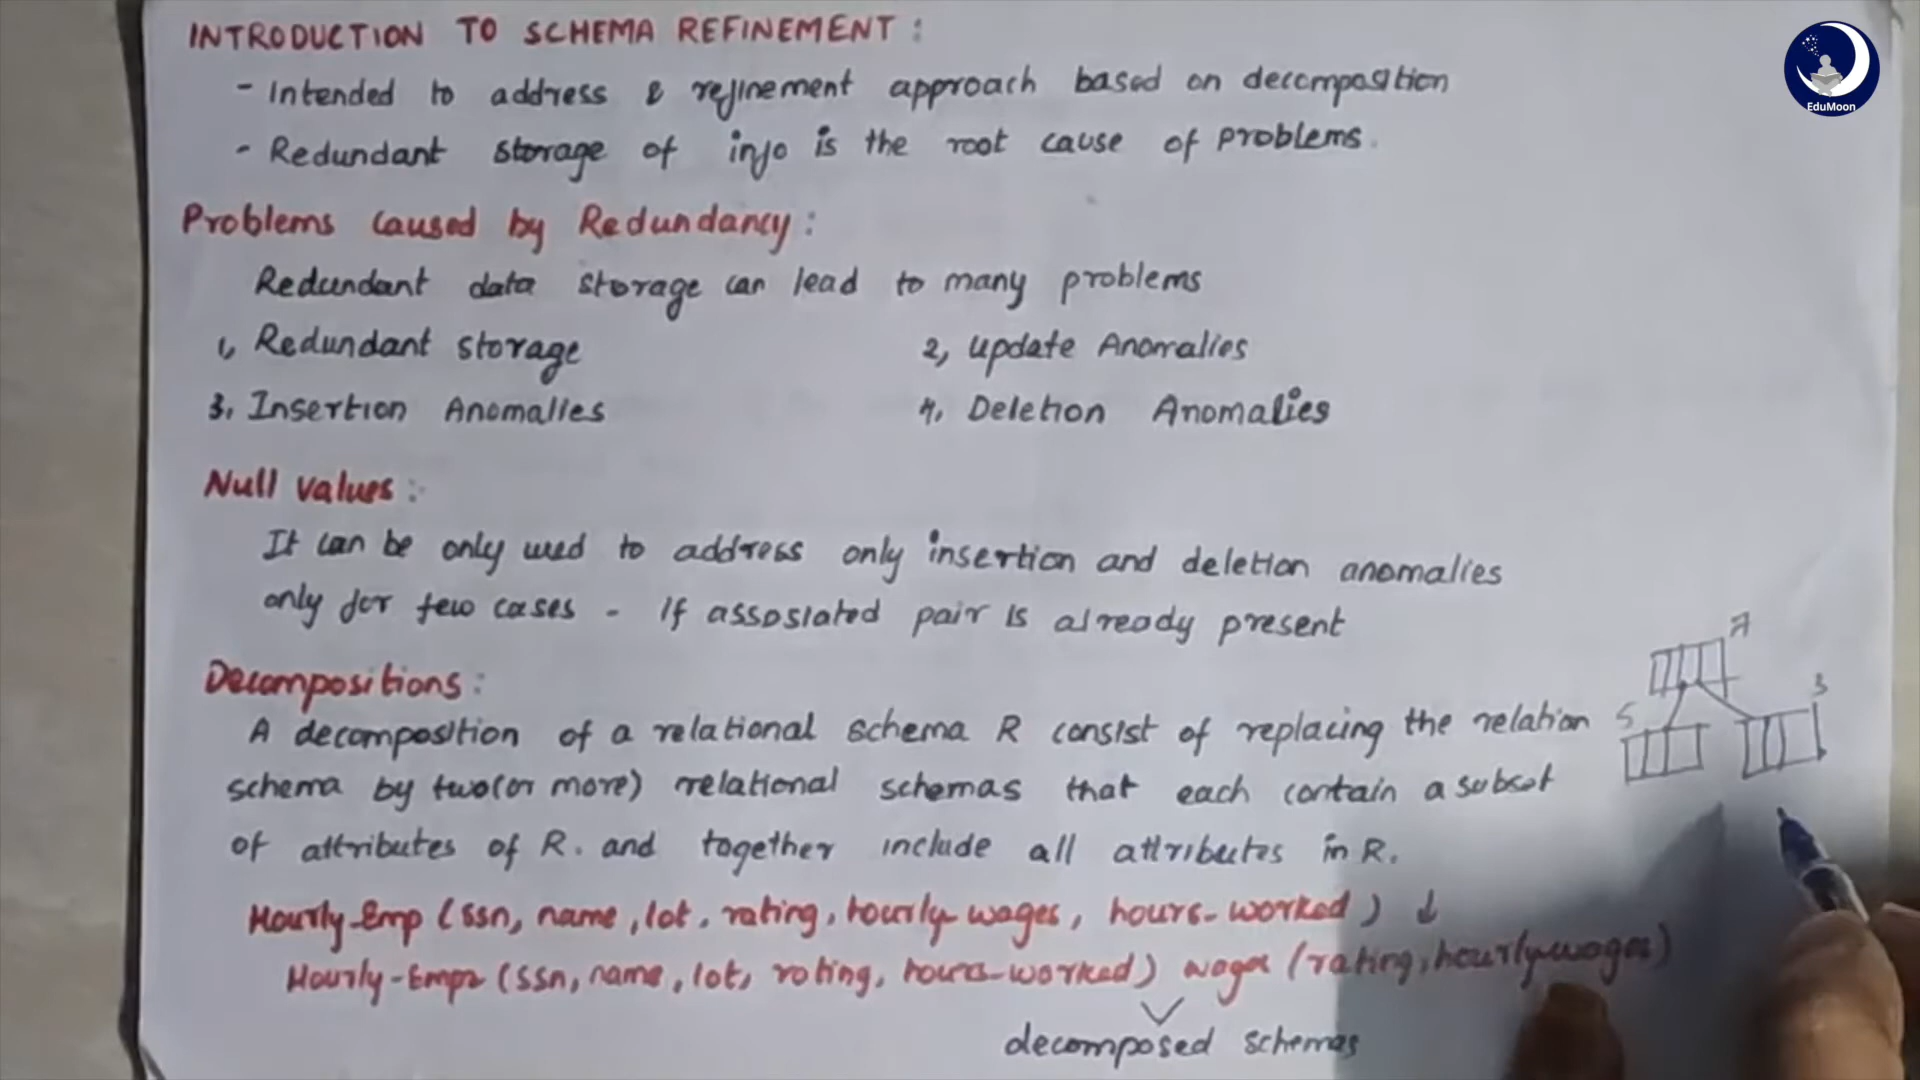 INTRODUCTION TO SCHEMA REFINEMENT :
EduMoon
- Intended to address & refinement approach based on decomposition
- Redundant storage of info is the root cause of problems.
Problems caused by Redundancy :
Redundant data storage can lead to many problems
1, Redundant storage 2, Update Anomalies
3, Insertion Anomalies 4, Deletion Anomalies
Null values :
It can be only used to address only insertion and deletion anomalies
only for few cases - if assosiated pair is already present
7
Decompositions :
5 3
A decomposition of a relational schema R consist of replacing the relation
schema by two(or more) relational schemas that each contain a subset
of attributes of R. and together include all attributes in R.
Hourly-Emp (ssn, name, lot, rating, hourly-wages, hours-worked) ↓
Hourly-Emp2 (ssn, name, lot, rating, hours-worked) wages (rating, hourly-wages)
decomposed schemas